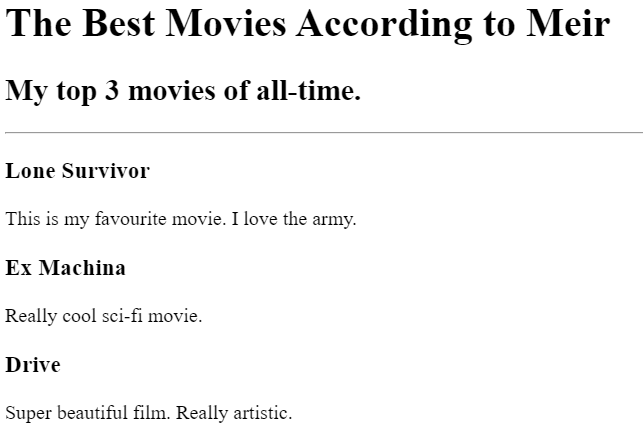 The Best Movies According to Meir
My top 3 movies of all-time.
Lone Survivor
This is my favourite movie. I love the army.
Ex Machina
Really cool sci-fi movie.
Drive
Super beautiful film. Really artistic.